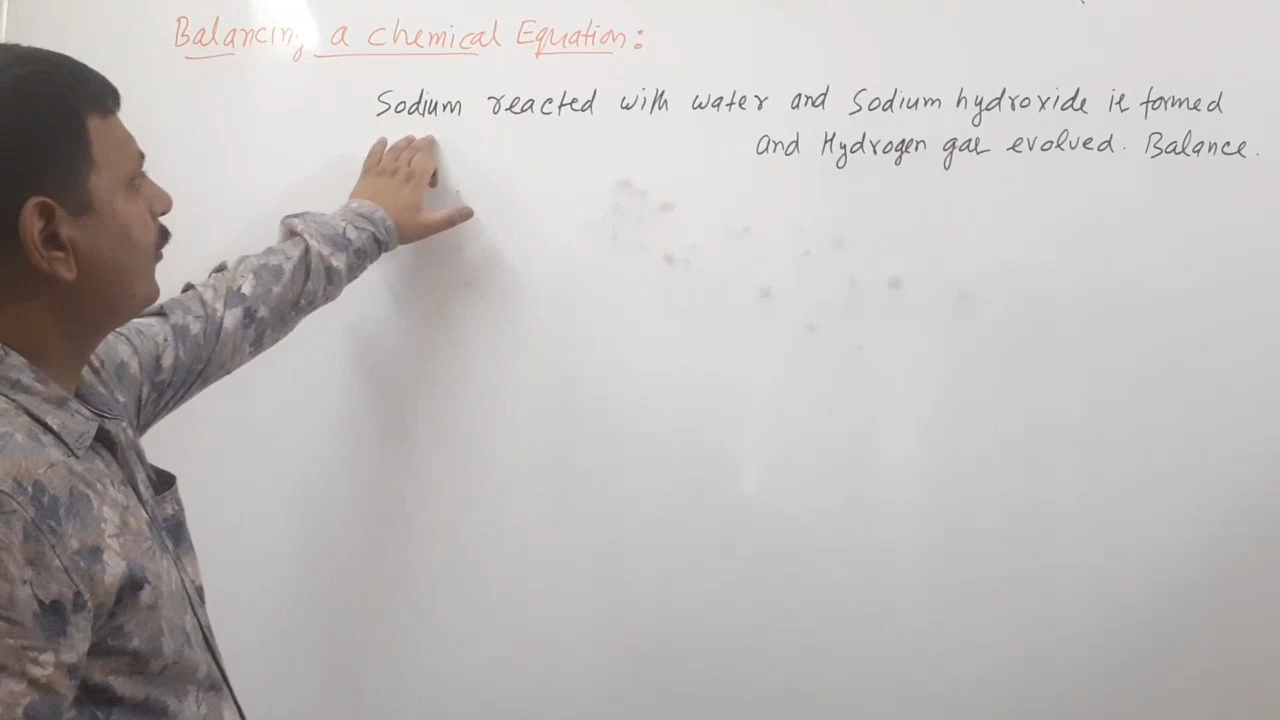 Balancing a chemical Equation:
Sodium reacted with water and Sodium hydroxide is formed
and Hydrogen gas evolved. Balance.